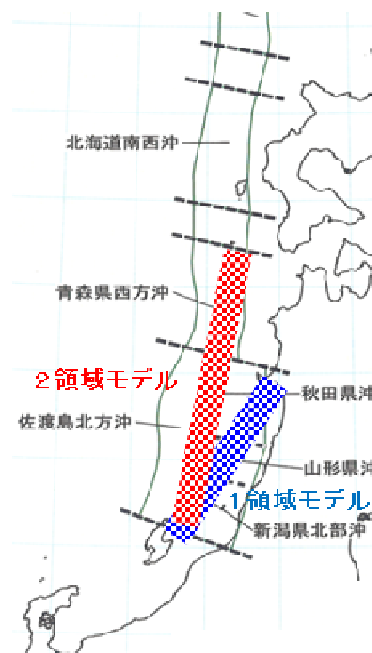 北海道南西沖
青森県西方沖
2領域モデル
秋田県沖
佐渡島北方沖
山形県沖
1領域モデル
新潟県北部沖